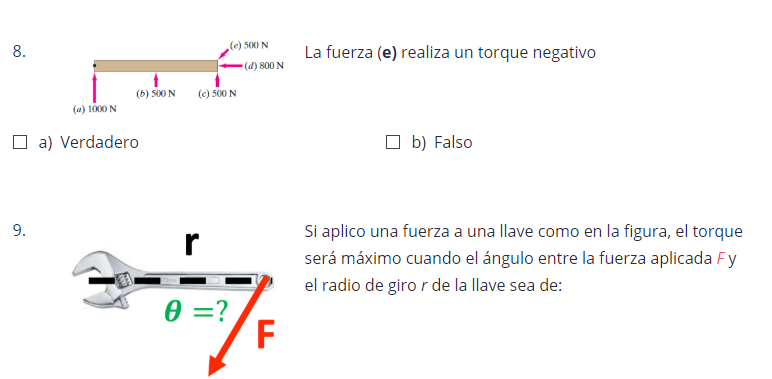 8.
(e) 500 N
(d) 800 N
(b) 500 N
(c) 500 N
(a) 1000 N
La fuerza (e) realiza un torque negativo
a) Verdadero
b) Falso
9.
r
θ =?
F
Si aplico una fuerza a una llave como en la figura, el torque
será máximo cuando el ángulo entre la fuerza aplicada F y
el radio de giro r de la llave sea de: